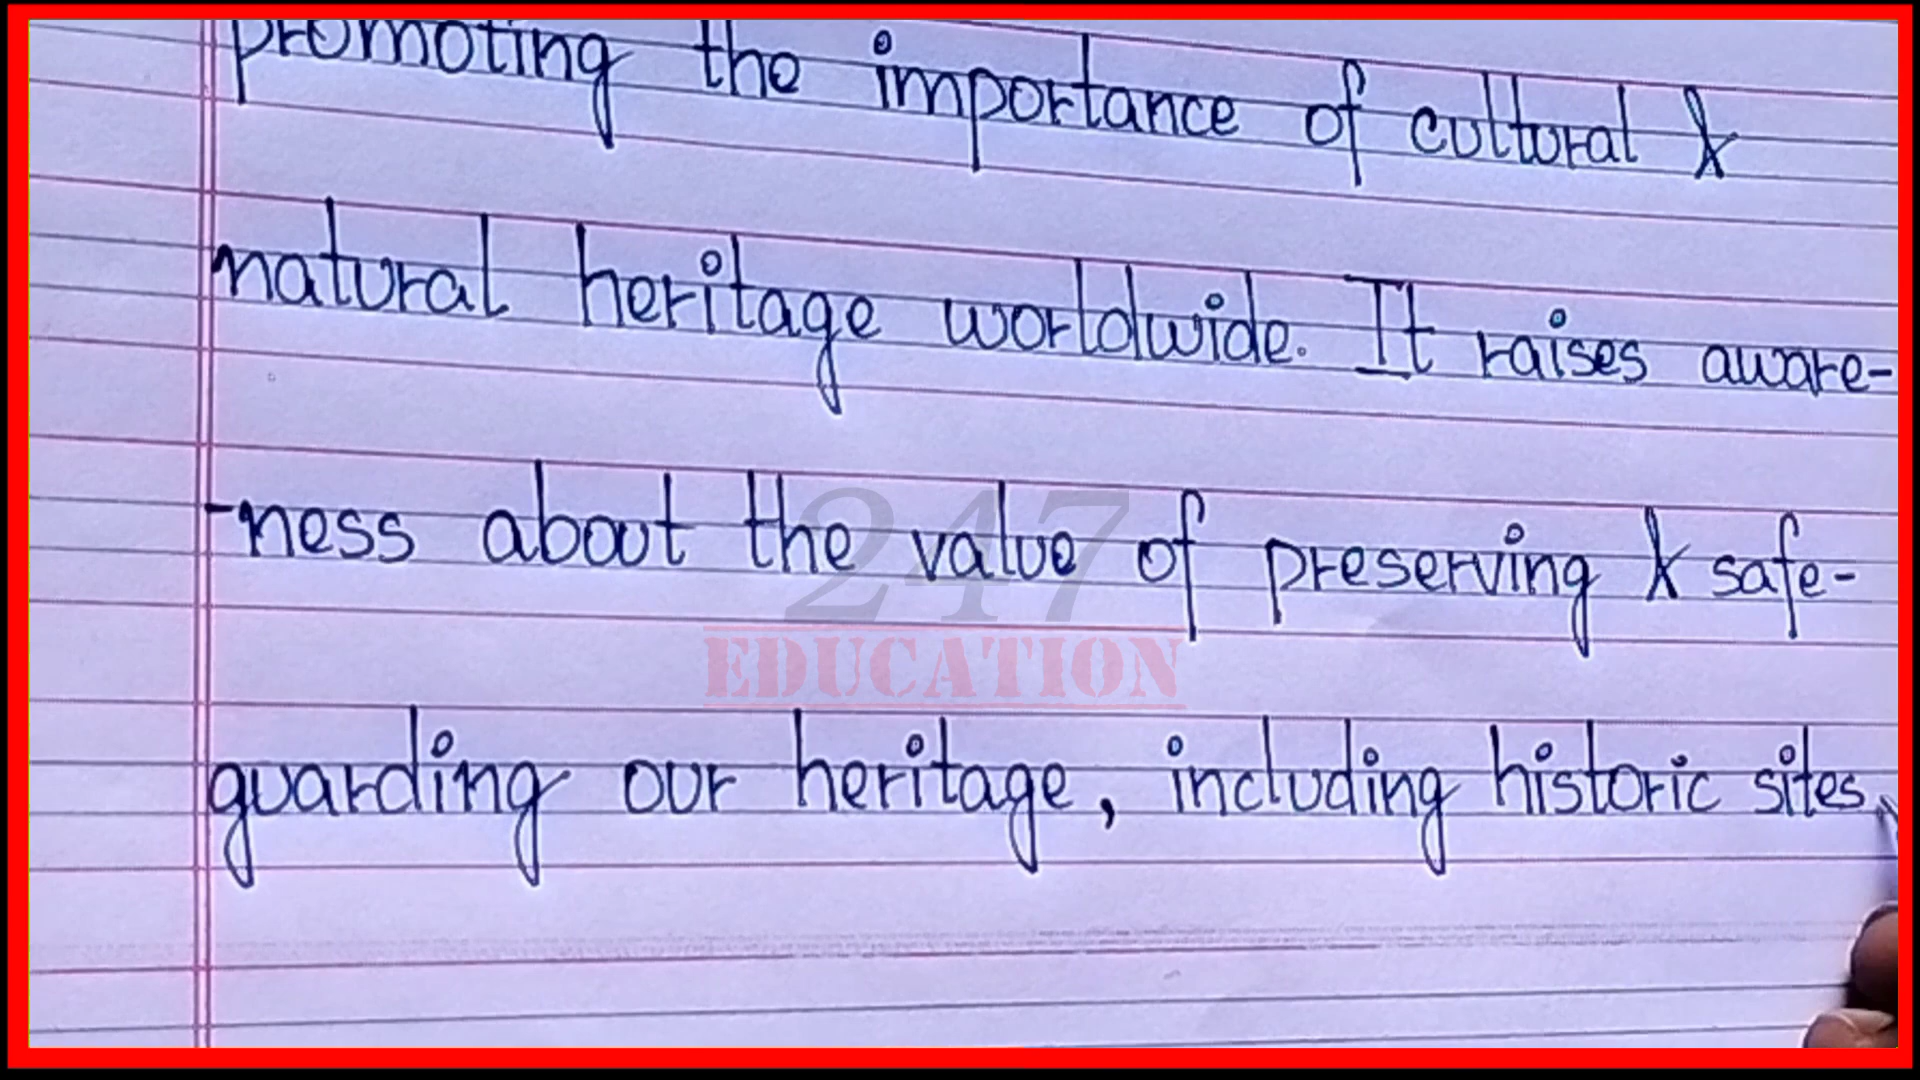 promoting the importance of cultural &
natural heritage worldwide. It raises aware-
-ness about the value of preserving & safe-
247
EDUCATION
guarding our heritage, including historic sites,